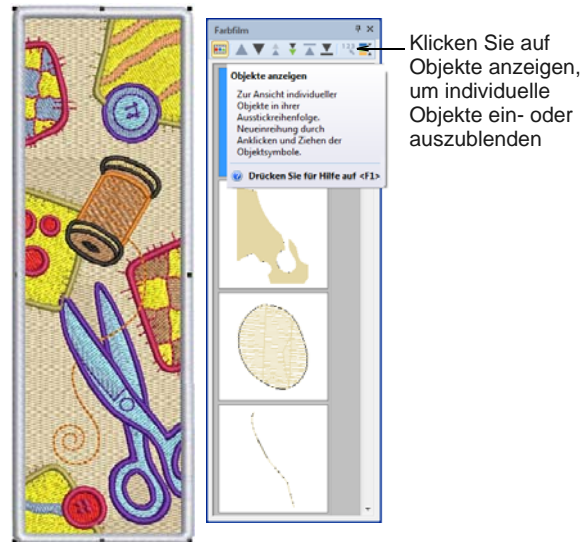 Farbfilm
Objekte anzeigen
Zur Ansicht individueller
Objekte in ihrer
Ausstickreihenfolge.
Neueinreihung durch
Anklicken und Ziehen der
Objektsymbole.
Drücken Sie für Hilfe auf <F1>
Klicken Sie auf
Objekte anzeigen,
um individuelle
Objekte ein- oder
auszublenden